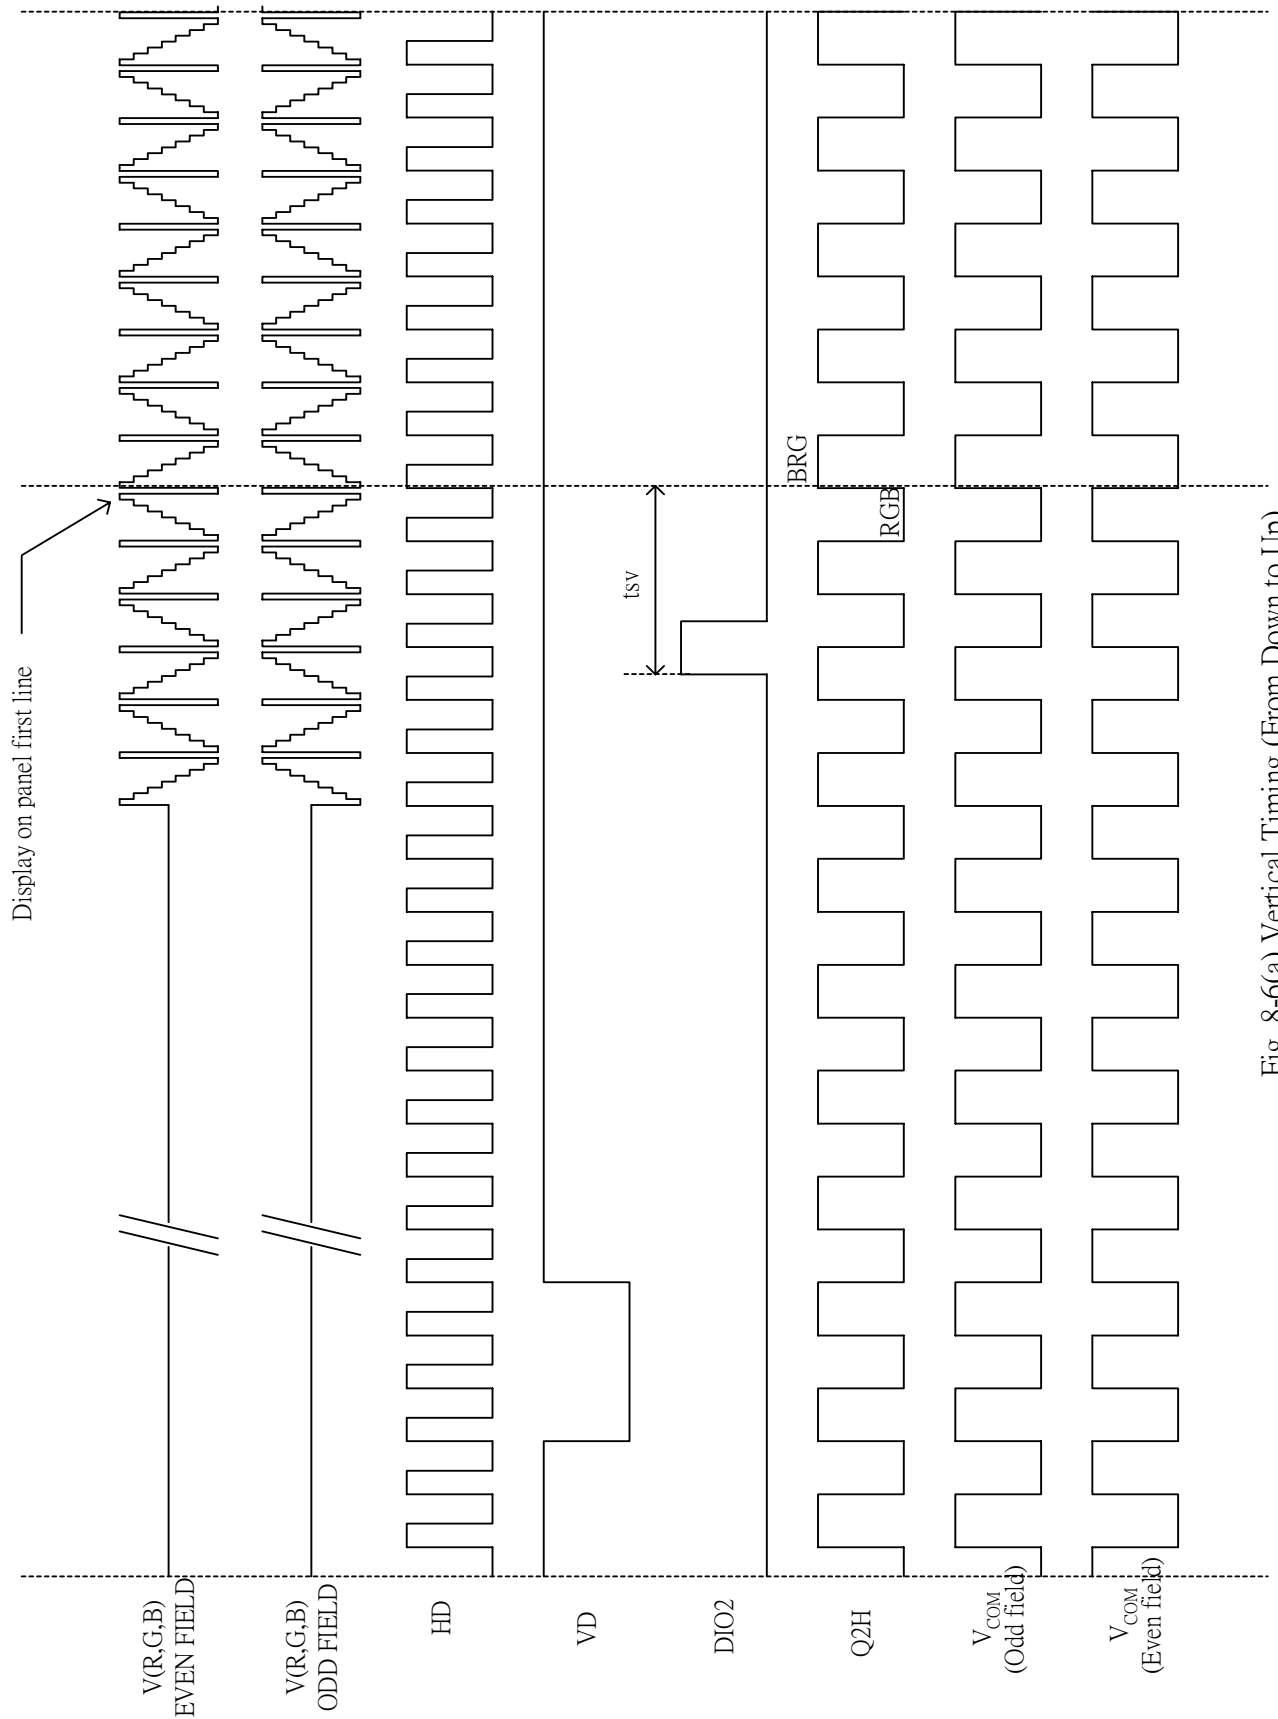 Display on panel first line
V(R,G,B)
EVEN FIELD
V(R,G,B)
ODD FIELD
HD
VD
tsv
DIO2
BRG
Q2H
RGB
VCOM
(Odd field)
VCOM
(Even field)
Fig. 8-6(a) Vertical Timing (From Down to Up)